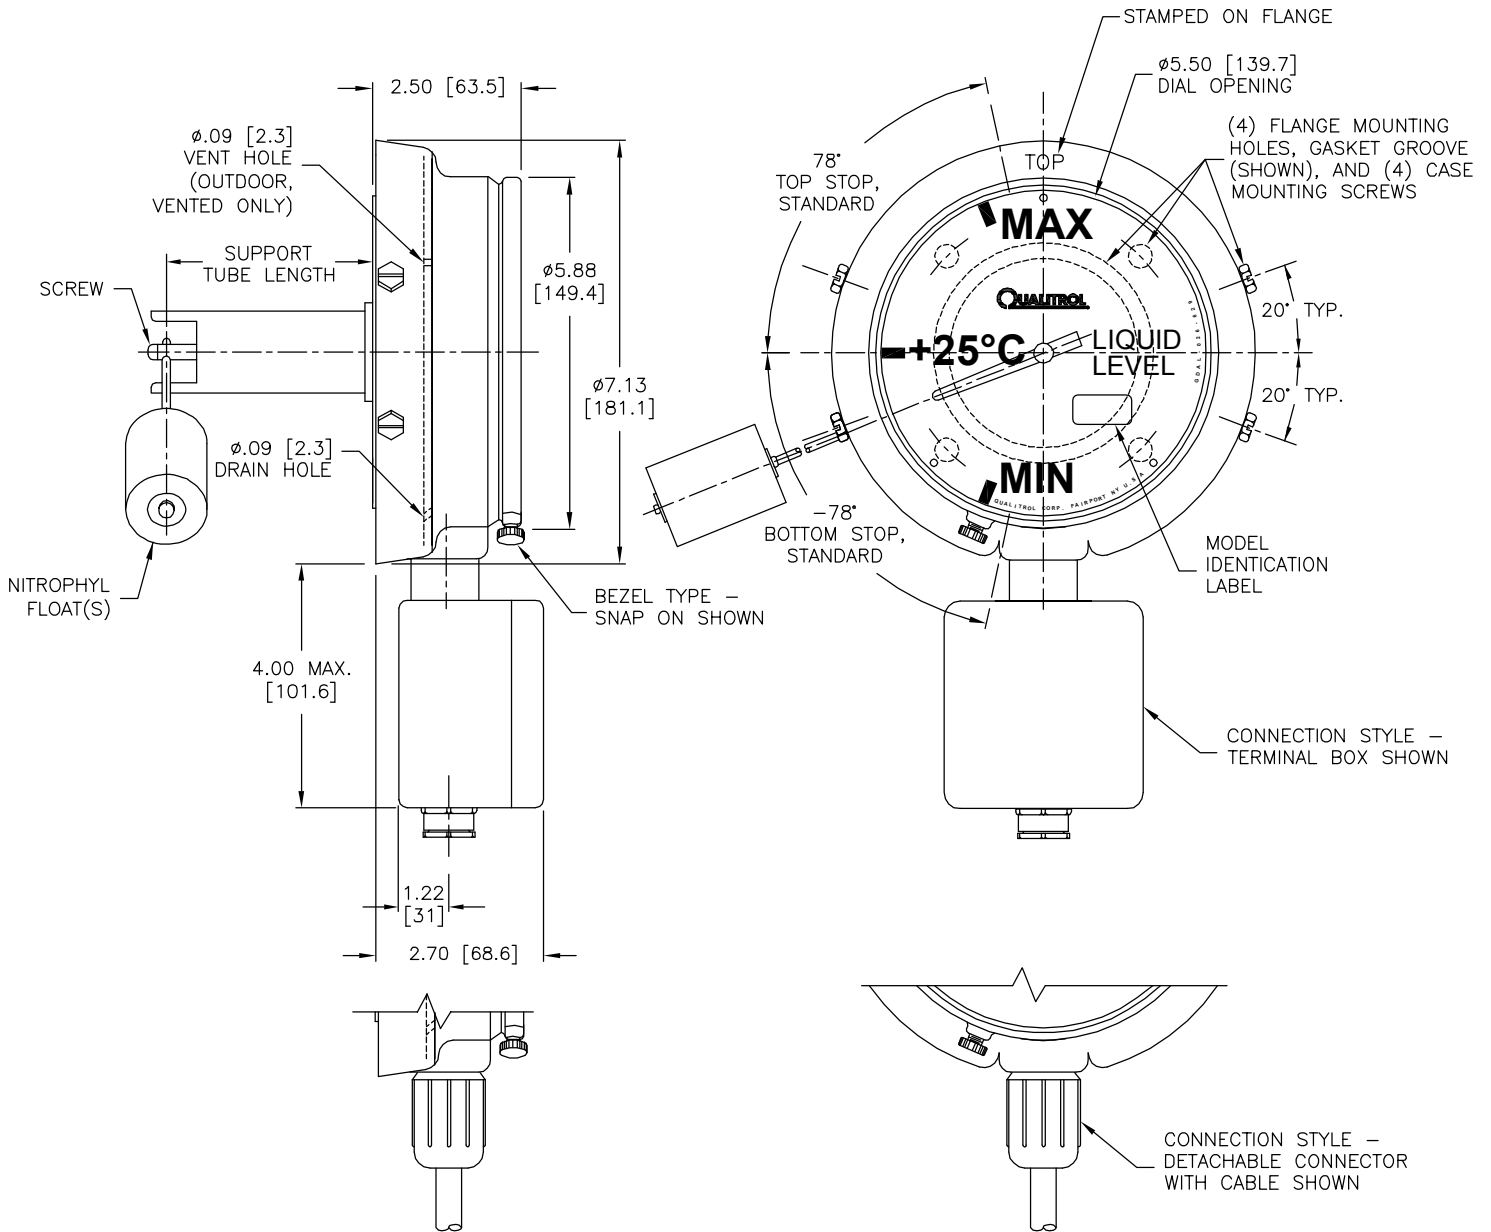 STAMPED ON FLANGE
2.50 [63.5]
ø5.50 [139.7]
DIAL OPENING
ø.09 [2.3]
VENT HOLE
(OUTDOOR,
VENTED ONLY)
78°
TOP STOP,
STANDARD
TOP
(4) FLANGE MOUNTING
HOLES, GASKET GROOVE
(SHOWN), AND (4) CASE
MOUNTING SCREWS
MAX
SUPPORT
TUBE LENGTH
SCREW
ø5.88
[149.4]
QUALITROL
20° TYP.
+25°C
LIQUID
LEVEL
ø7.13
[181.1]
20° TYP.
ø.09 [2.3]
DRAIN HOLE
MIN
QUALITROL CORP. FAIRPORT NY U.S.A
-78°
BOTTOM STOP,
STANDARD
MODEL
IDENTICATION
LABEL
NITROPHYL
FLOAT(S)
BEZEL TYPE –
SNAP ON SHOWN
4.00 MAX.
[101.6]
CONNECTION STYLE –
TERMINAL BOX SHOWN
1.22
[31]
2.70 [68.6]
CONNECTION STYLE –
DETACHABLE CONNECTOR
WITH CABLE SHOWN